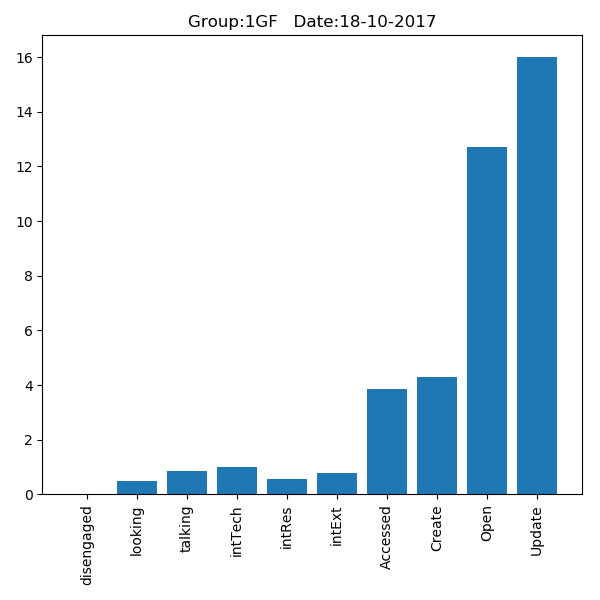 Group:1GF   Date:18-10-2017
16
14
12
10
8
6
4
2
0
disengaged
looking
talking
intTech
intRes
intExt
Accessed
Create
Open
Update